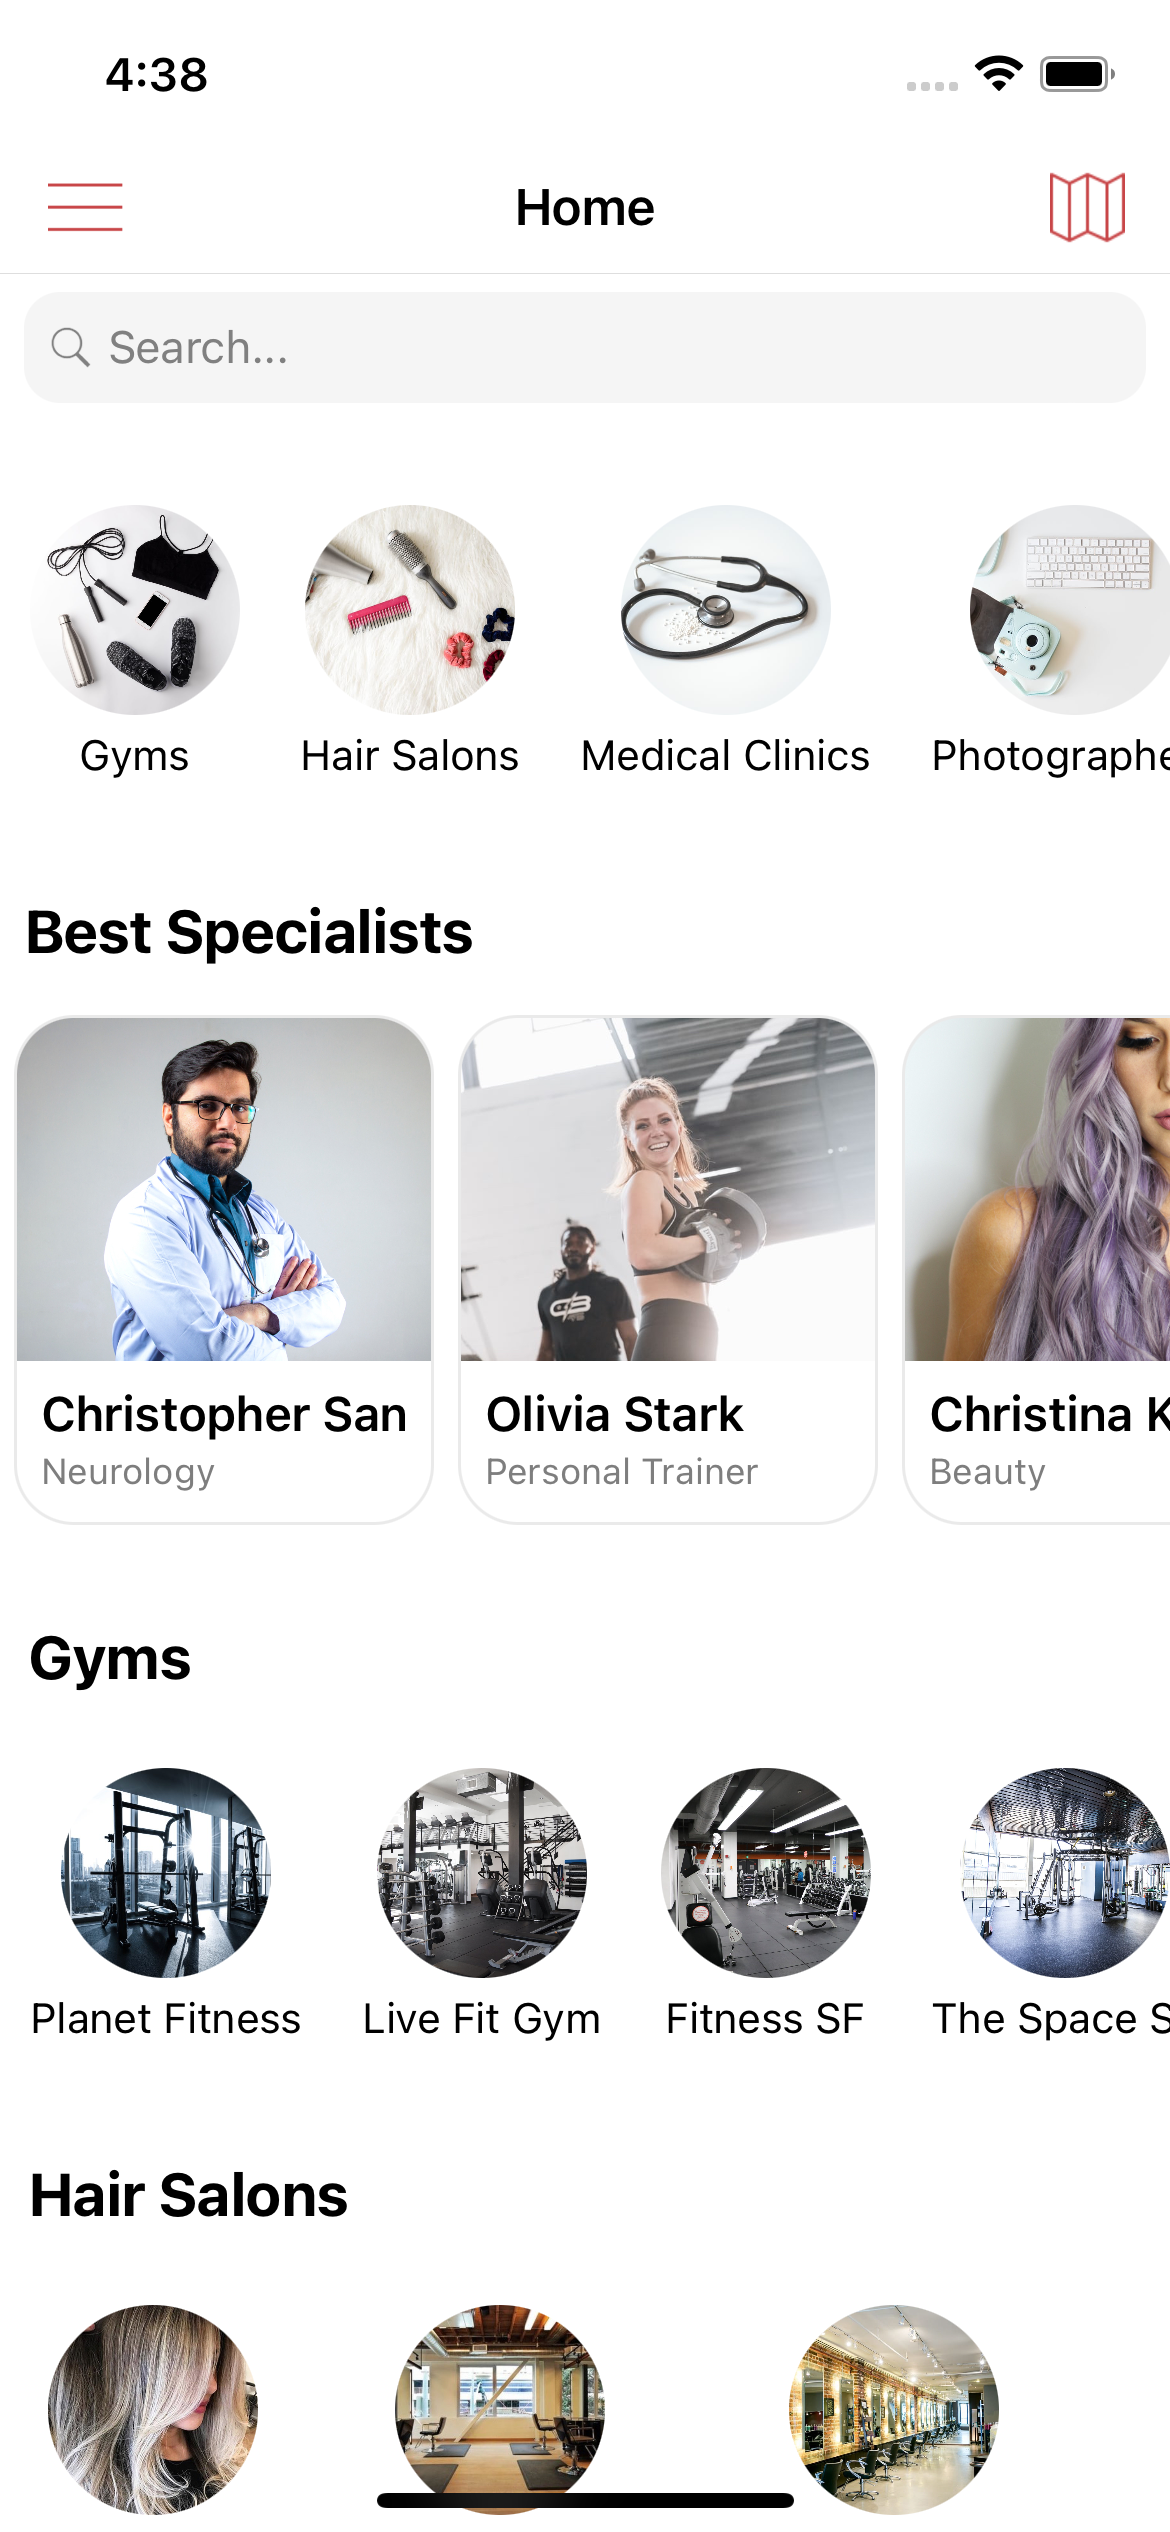 4:38
Home
Search...
Gyms
Hair Salons
Medical Clinics
Photographe
Best Specialists
Christopher San
Neurology
Olivia Stark
Personal Trainer
Christina K
Beauty
Gyms
Planet Fitness
Live Fit Gym
Fitness SF
The Space S
Hair Salons